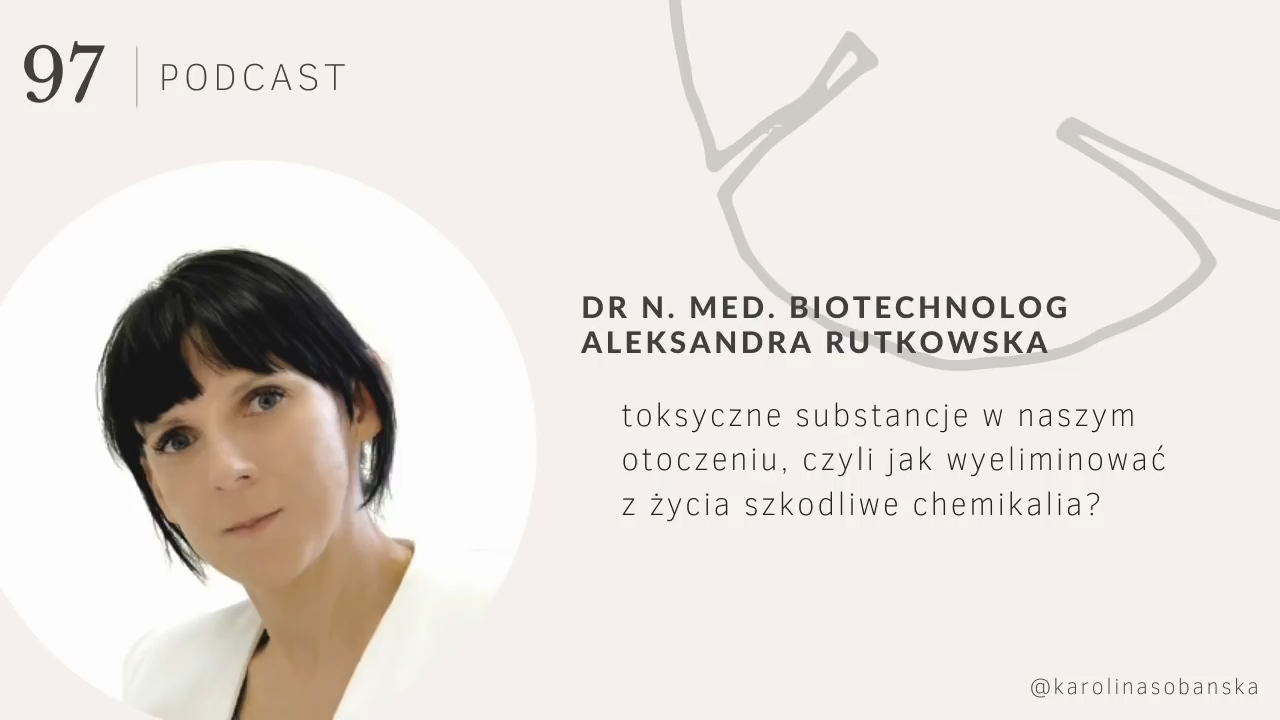 97 | PODCAST
DR N. MED. BIOTECHNOLOG
ALEKSANDRA RUTKOWSKA
toksyczne substancje w naszym
otoczeniu, czyli jak wyeliminować
z życia szkodliwe chemikalia?
@karolinasobanska